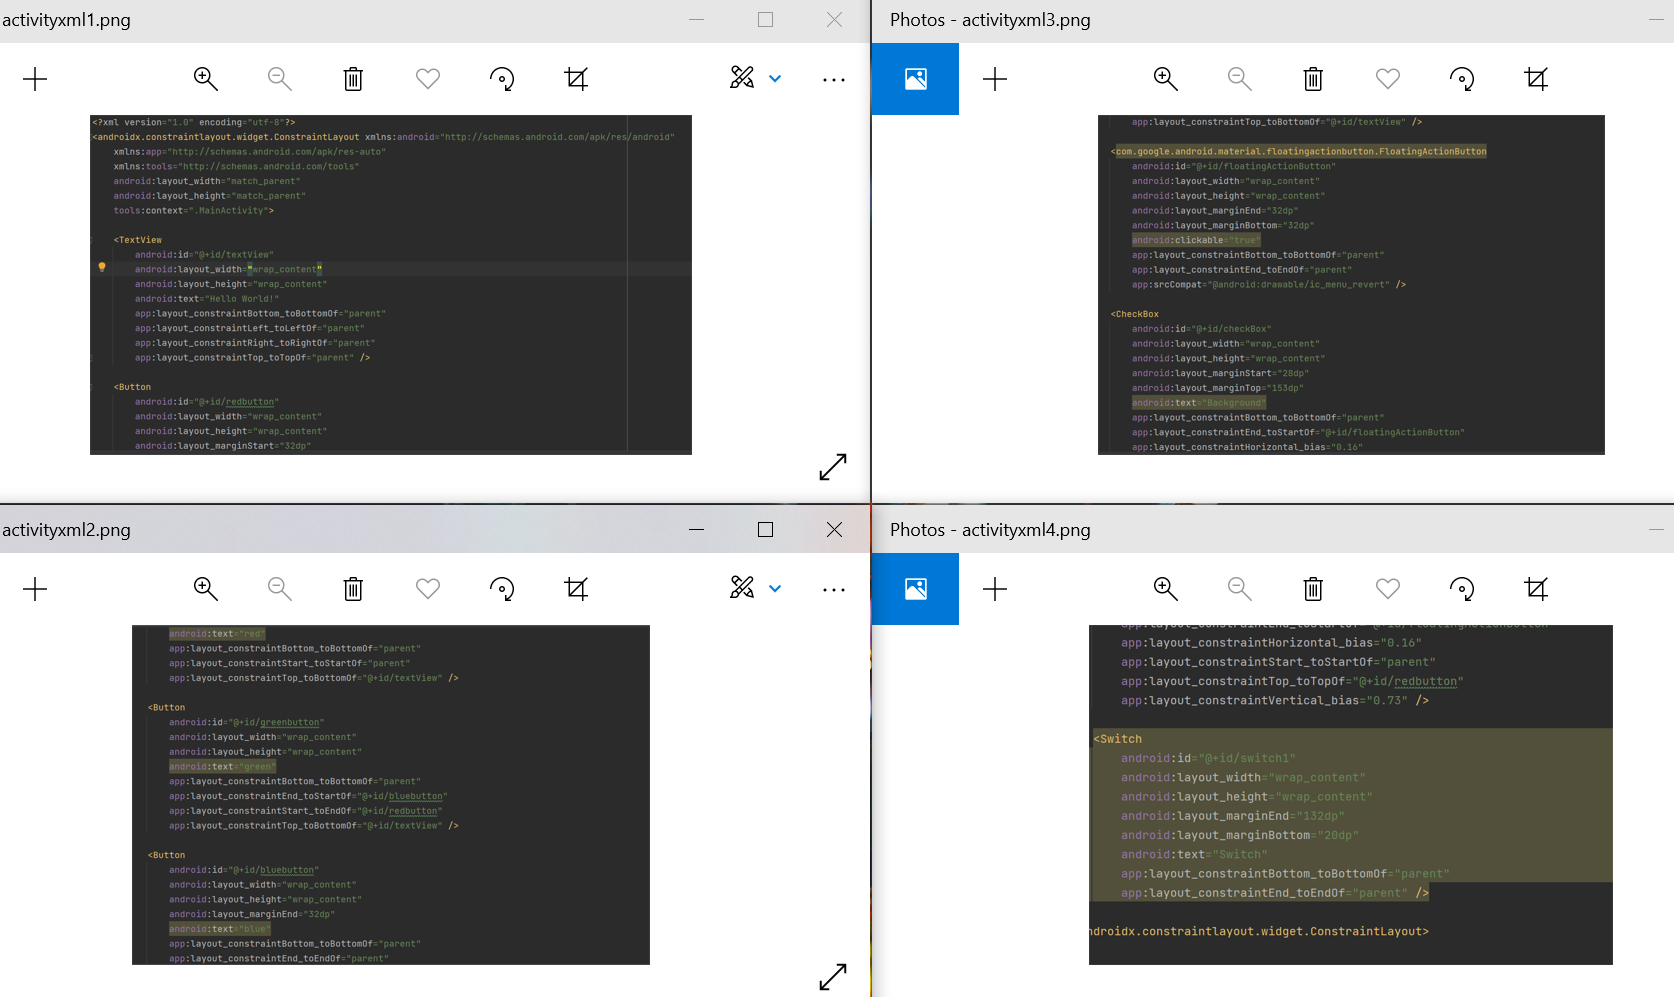 activityxml1.png
<?xml version="1.0" encoding="utf-8"?>
<androidx.constraintlayout.widget.ConstraintLayout xmlns:android="http://schemas.android.com/apk/res/android"
xmlns:app="http://schemas.android.com/apk/res-auto"
xmlns:tools="http://schemas.android.com/tools"
android:layout_width="match_parent"
android:layout_height="match_parent"
tools:context=".MainActivity">
<TextView
android:id="@+id/textView"
android:layout_width="wrap_content"
android:layout_height="wrap_content"
android:text="Hello World!"
app:layout_constraintBottom_toBottomOf="parent"
app:layout_constraintLeft_toLeftOf="parent"
app:layout_constraintRight_toRightOf="parent"
app:layout_constraintTop_toTopOf="parent" />
<Button
android:id="@+id/redbutton"
android:layout_width="wrap_content"
android:layout_height="wrap_content"
android:layout_marginStart="32dp"
Photos - activityxml3.png
app:layout_constraintTop_toBottomOf="@+id/textView" />
<com.google.android.material.floatingactionbutton.FloatingActionButton
android:id="@+id/floatingActionButton"
android:layout_width="wrap_content"
android:layout_height="wrap_content"
android:layout_marginEnd="32dp"
android:layout_marginBottom="32dp"
android:clickable="true"
app:layout_constraintBottom_toBottomOf="parent"
app:layout_constraintEnd_toEndOf="parent"
app:srcCompat="@android:drawable/ic_menu_revert" />
<CheckBox
android:id="@+id/checkBox"
android:layout_width="wrap_content"
android:layout_height="wrap_content"
android:layout_marginStart="28dp"
android:layout_marginTop="153dp"
android:text="Background"
app:layout_constraintBottom_toBottomOf="parent"
app:layout_constraintEnd_toStartOf="@+id/floatingActionButton"
app:layout_constraintHorizontal_bias="0.16"
activityxml2.png
android:text="red"
app:layout_constraintBottom_toBottomOf="parent"
app:layout_constraintStart_toStartOf="parent"
app:layout_constraintTop_toBottomOf="@+id/textView" />
<Button
android:id="@+id/greenbutton"
android:layout_width="wrap_content"
android:layout_height="wrap_content"
android:text="green"
app:layout_constraintBottom_toBottomOf="parent"
app:layout_constraintEnd_toStartOf="@+id/bluebutton"
app:layout_constraintStart_toEndOf="@+id/redbutton"
app:layout_constraintTop_toBottomOf="@+id/textView" />
<Button
android:id="@+id/bluebutton"
android:layout_width="wrap_content"
android:layout_height="wrap_content"
android:layout_marginEnd="32dp"
android:text="blue"
app:layout_constraintBottom_toBottomOf="parent"
app:layout_constraintEnd_toEndOf="parent"
Photos - activityxml4.png
app:layout_constraintEnd_toStartOf="@+id/floatingActionButton"
app:layout_constraintHorizontal_bias="0.16"
app:layout_constraintStart_toStartOf="parent"
app:layout_constraintTop_toTopOf="@+id/redbutton"
app:layout_constraintVertical_bias="0.73" />
<Switch
android:id="@+id/switch1"
android:layout_width="wrap_content"
android:layout_height="wrap_content"
android:layout_marginEnd="132dp"
android:layout_marginBottom="20dp"
android:text="Switch"
app:layout_constraintBottom_toBottomOf="parent"
app:layout_constraintEnd_toEndOf="parent" />
ndroidx.constraintlayout.widget.ConstraintLayout>